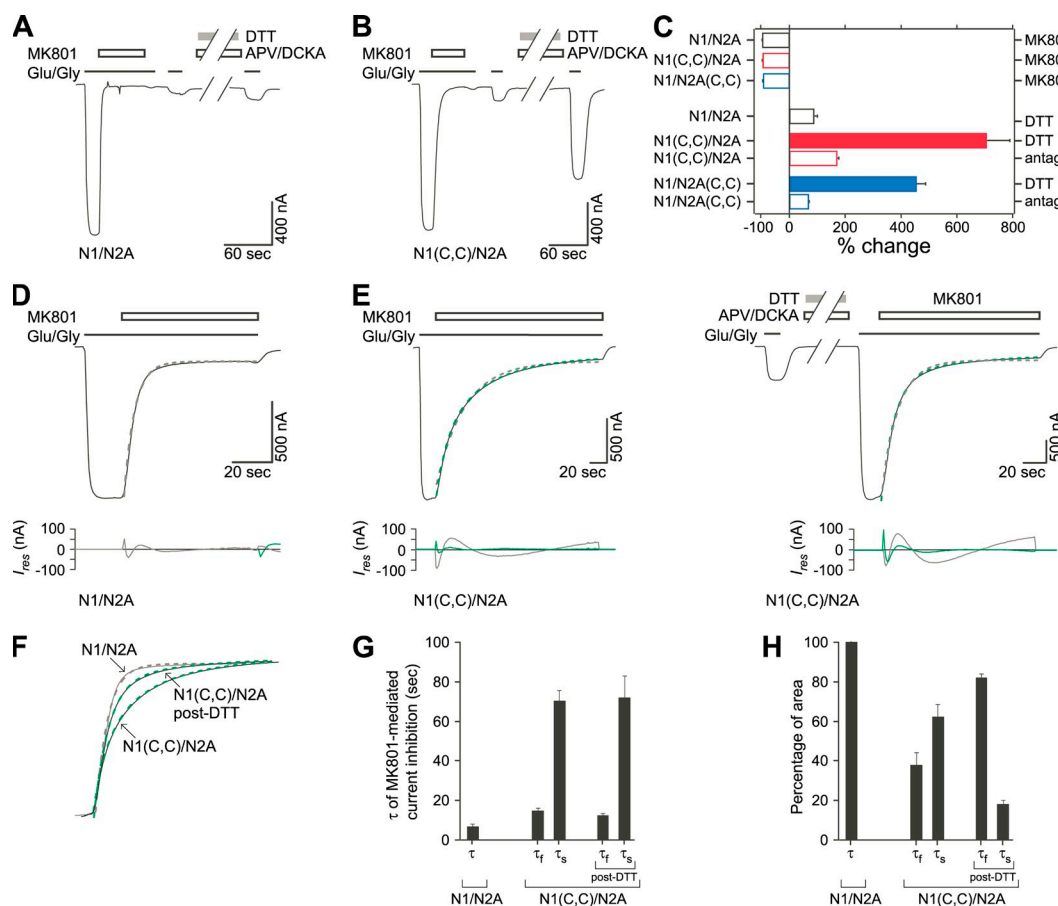 A
DTT
MK801
APV/DCKA
Glu/Gly
400 nA
60 sec
N1/N2A
B
DTT
MK801
APV/DCKA
Glu/Gly
400 nA
60 sec
N1(C,C)/N2A
C
N1/N2A
N1(C,C)/N2A
N1/N2A(C,C)
N1/N2A
DTT
N1(C,C)/N2A
DTT
N1(C,C)/N2A
N1/N2A(C,C)
DTT
N1/N2A(C,C)
-100 0 200 400 600 800
% change
D
MK801
Glu/Gly
500 nA
20 sec
Ires (nA)
100
0
-100
N1/N2A
E
MK801
Glu/Gly
500 nA
20 sec
Ires (nA)
100
0
-100
N1(C,C)/N2A
DTT
MK801
APV/DCKA
Glu/Gly
500 nA
20 sec
Ires (nA)
100
0
-100
N1(C,C)/N2A
F
N1/N2A
N1(C,C)/N2A
post-DTT
N1(C,C)/N2A
G
τ of MK801-mediated
current inhibition (sec)
100
80
60
40
20
0
τ τf τs τf τs
post-DTT
N1/N2A N1(C,C)/N2A
H
Percentage of area
100
80
60
40
20
0
τ τf τs τf τs
post-DTT
N1/N2A N1(C,C)/N2A